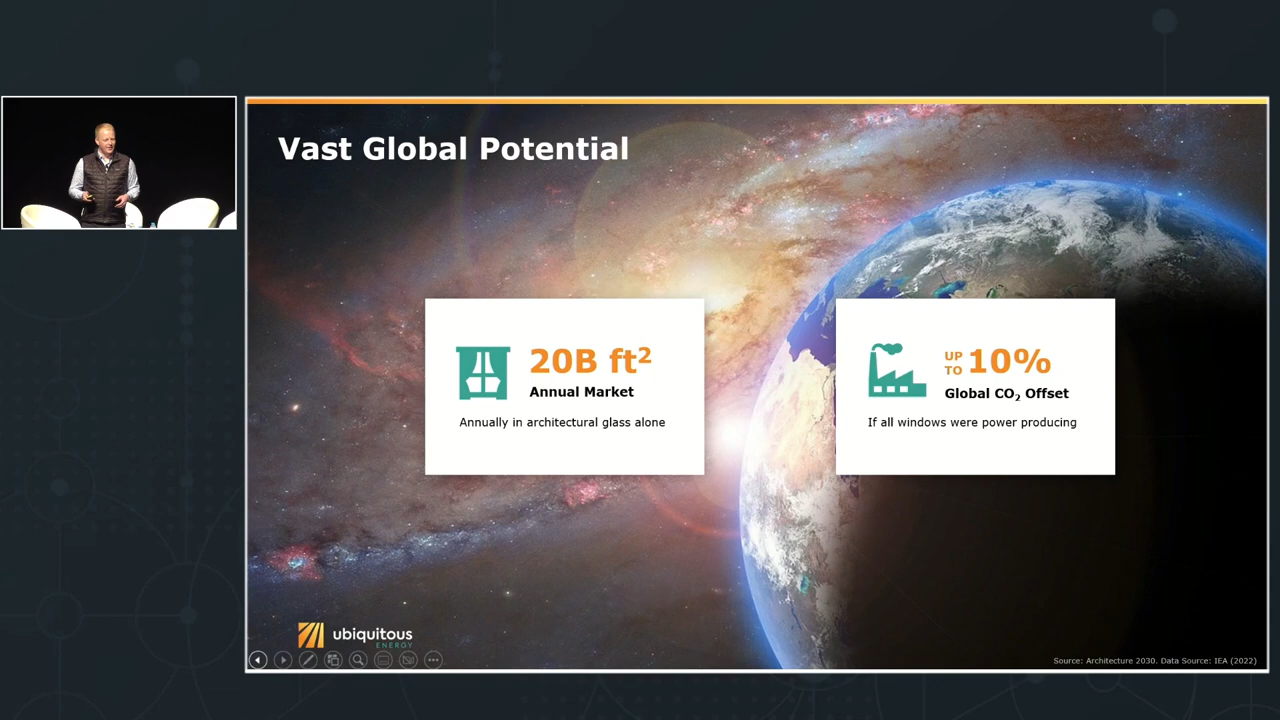 Vast Global Potential
20B ft²
Annual Market
Annually in architectural glass alone
UP TO 10%
Global CO₂ Offset
If all windows were power producing
ubiquitous
ENERGY
Source: Architecture 2030. Data Source: IEA (2022)